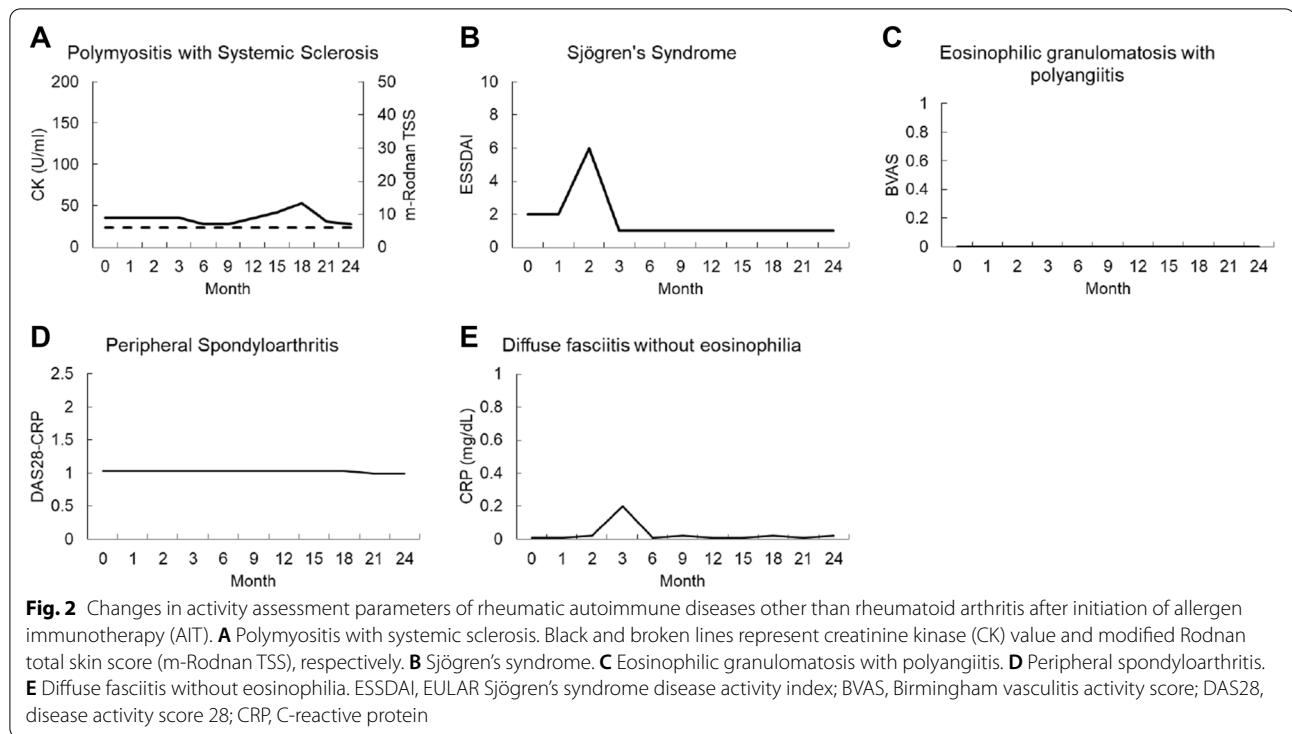 A
Polymyositis with Systemic Sclerosis
200
150
100
50
0
CK (U/ml)
50
40
30
20
10
0
m-Rodnan TSS
0 1 2 3 6 9 12 15 18 21 24
Month
B
Sjögren's Syndrome
10
8
6
4
2
0
ESSDAI
0 1 2 3 6 9 12 15 18 21 24
Month
C
Eosinophilic granulomatosis with
polyangiitis
1
0.8
0.6
0.4
0.2
0
BVAS
0 1 2 3 6 9 12 15 18 21 24
Month
D
Peripheral Spondyloarthritis
2.5
2
1.5
1
0.5
0
DAS28-CRP
0 1 2 3 6 9 12 15 18 21 24
Month
E
Diffuse fasciitis without eosinophilia
1
0.8
0.6
0.4
0.2
0
CRP (mg/dL)
0 1 2 3 6 9 12 15 18 21 24
Month
Fig. 2 Changes in activity assessment parameters of rheumatic autoimmune diseases other than rheumatoid arthritis after initiation of allergen
immunotherapy (AIT). A Polymyositis with systemic sclerosis. Black and broken lines represent creatinine kinase (CK) value and modified Rodnan
total skin score (m-Rodnan TSS), respectively. B Sjögren's syndrome. C Eosinophilic granulomatosis with polyangiitis. D Peripheral spondyloarthritis.
E Diffuse fasciitis without eosinophilia. ESSDAI, EULAR Sjögren's syndrome disease activity index; BVAS, Birmingham vasculitis activity score; DAS28,
disease activity score 28; CRP, C-reactive protein